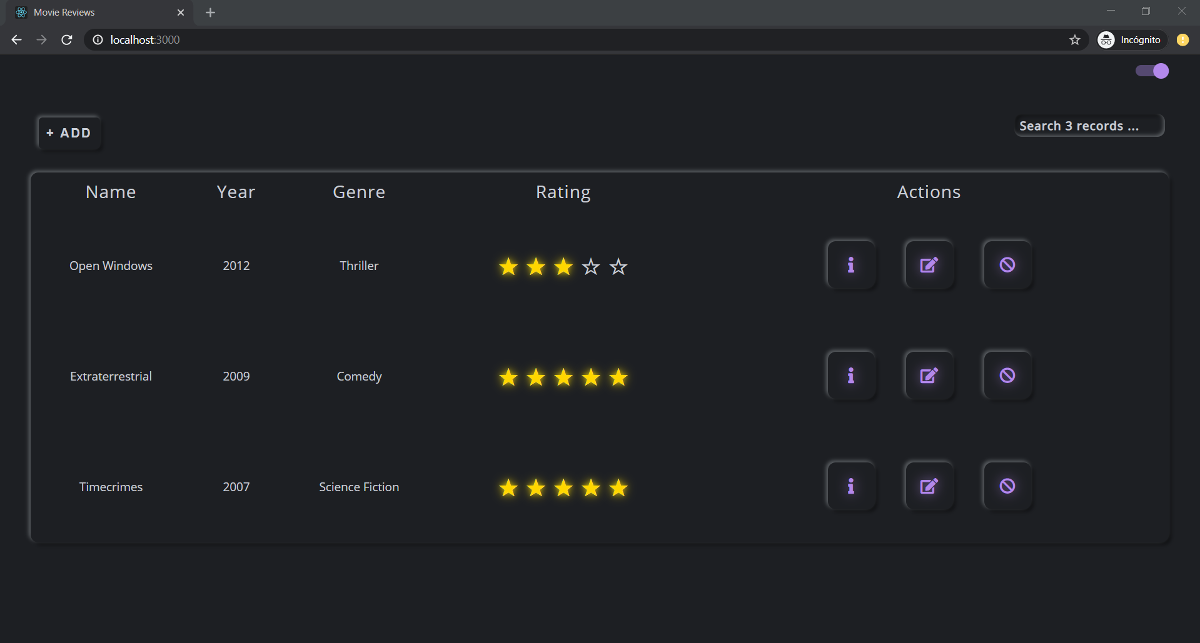 Movie Reviews
localhost:3000
Incógnito
+ ADD
Search 3 records ...
Name Year Genre Rating Actions
Open Windows 2012 Thriller
Extraterrestrial 2009 Comedy
Timecrimes 2007 Science Fiction